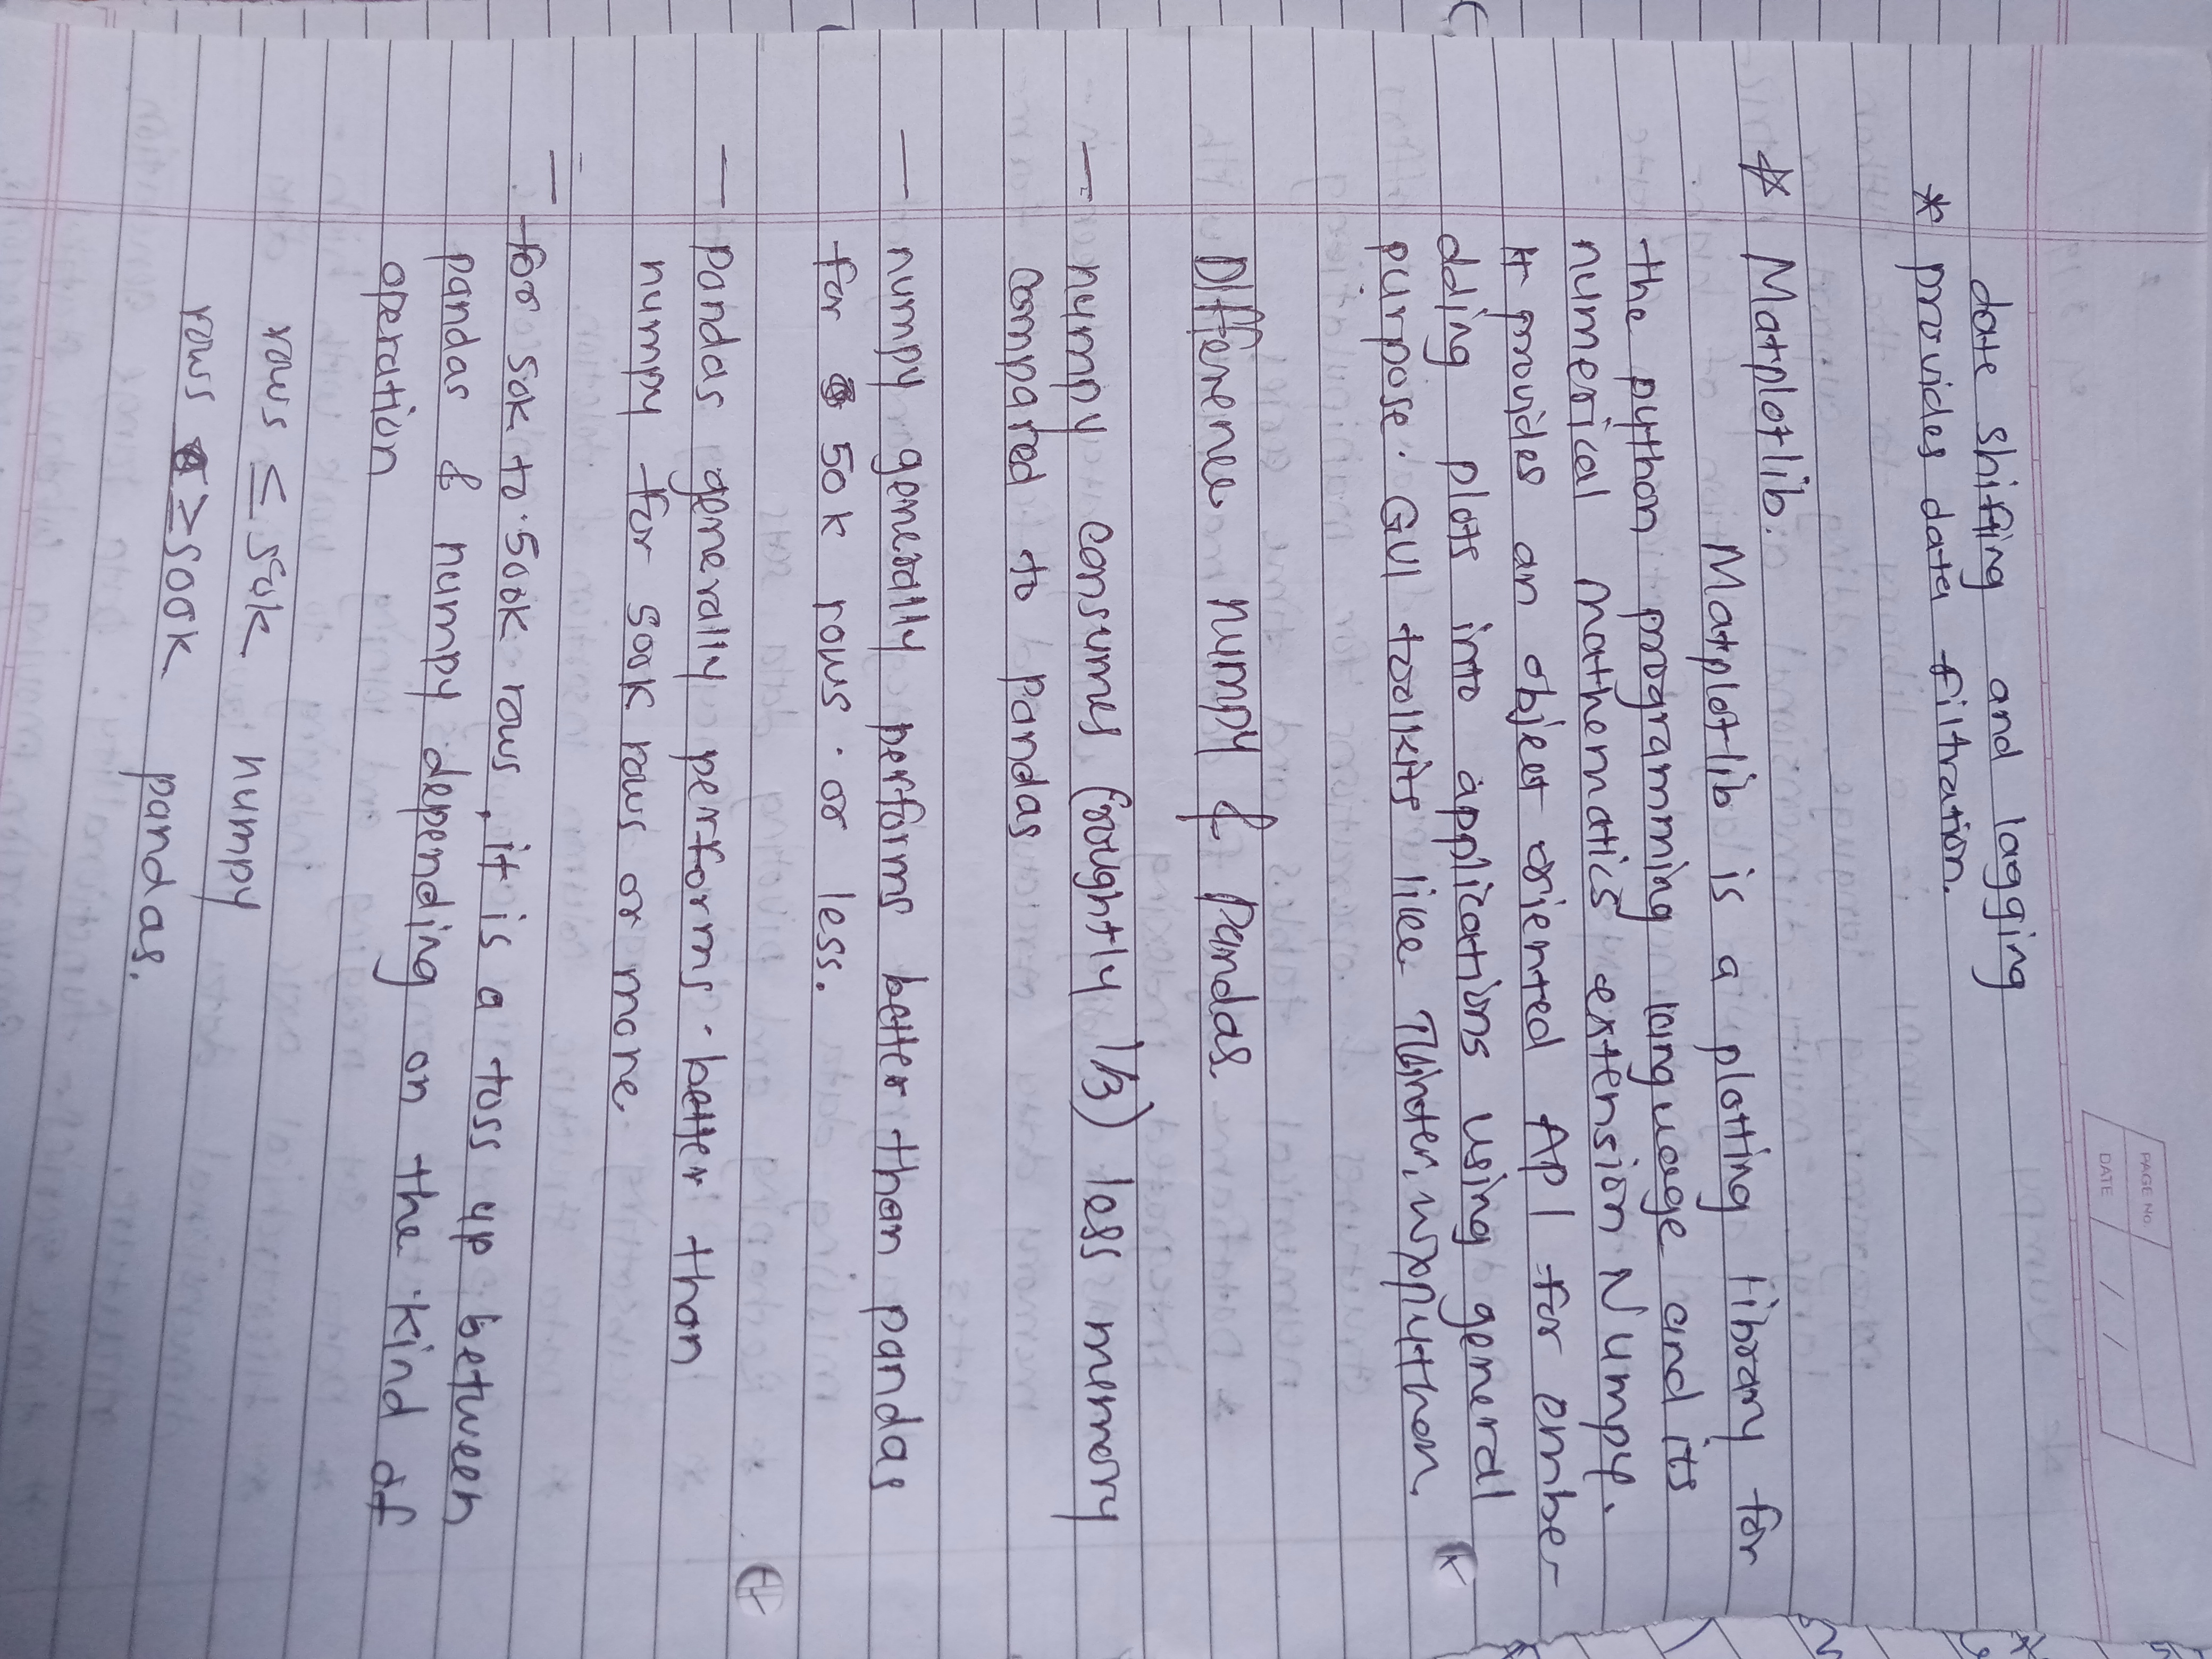 PAGE No.
DATE / /
date shifting and lagging
* provides data filtration.
* Matplotlib.
Matplotlib is a plotting library for
the python programming language and its
numerical mathematics extension Numpy.
It provides an object oriented API for embe-
dding plots into applications using general
purpose. GUI toolkits like Tkinter, wxpython.
Difference numpy & Pandas.
— numpy consumes (roughtly 1/3) less memory
compared to pandas
— numpy generally performs better than pandas
for 50k rows. or less.
— pandas generally performs better than
numpy for 500K rows or more
— for 50K to 500K rows, it is a toss up between
pandas & numpy depending on the kind of
operation
rows ≤ 50k numpy
rows ≥ 500K pandas.